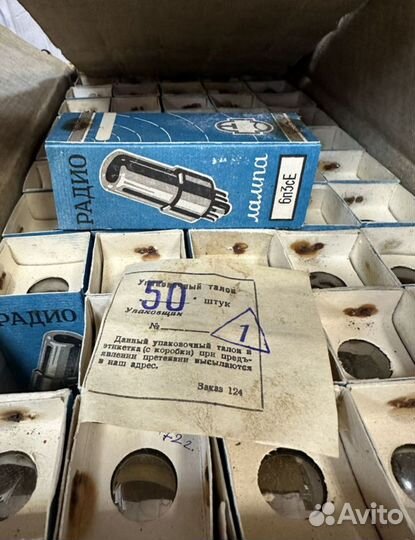 РАДИО
лампа
6п3сЕ
РАДИО
Упаковочный талон
50 штук
Упаковщик
№
1
Данный упаковочный талон и
этикетка (с коробки) при предъ-
явлении претензии высылаются
в наш адрес.
Заказ 124
722.
Avito